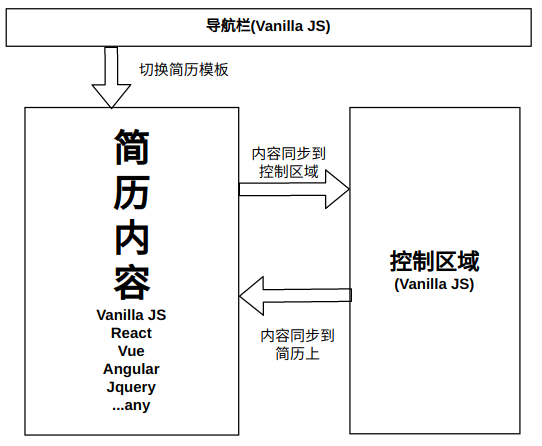 导航栏(Vanilla JS)
切换简历模板
简
历
内
容
Vanilla JS
React
Vue
Angular
Jquery
...any
内容同步到
控制区域
内容同步到
简历上
控制区域
(Vanilla JS)